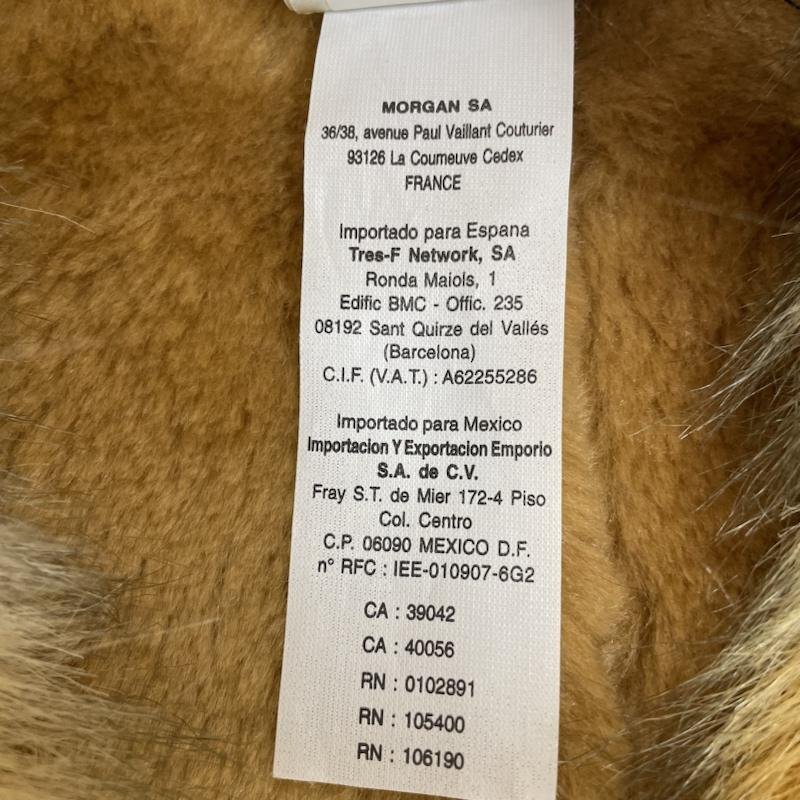 MORGAN SA
36/38, avenue Paul Vaillant Couturier
93126 La Courneuve Cedex
FRANCE
Importado para Espana
Tres-F Network, SA
Ronda Maiols, 1
Edific BMC - Offic. 235
08192 Sant Quirze del Vallés
(Barcelona)
C.I.F. (V.A.T.) : A62255286
Importado para Mexico
Importacion Y Exportacion Emporio
S.A. de C.V.
Fray S.T. de Mier 172-4 Piso
Col. Centro
C.P. 06090 MEXICO D.F.
n° RFC : IEE-010907-6G2
CA : 39042
CA : 40056
RN : 0102891
RN : 105400
RN : 106190